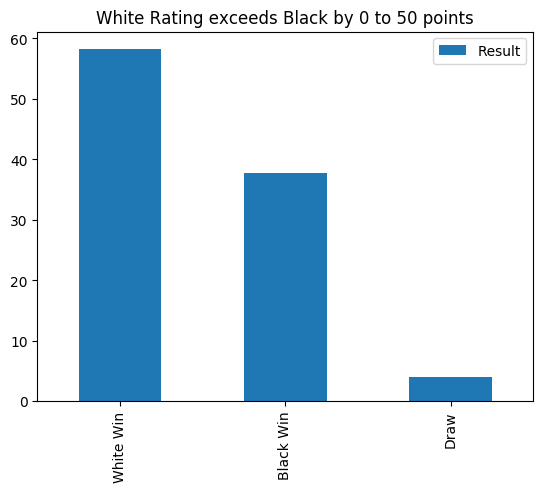 White Rating exceeds Black by 0 to 50 points
Result
60
50
40
30
20
10
0
White Win
Black Win
Draw